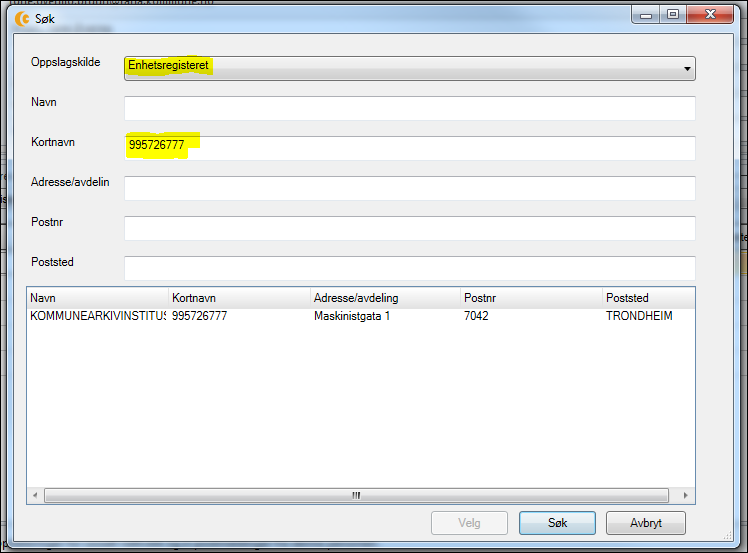 Søk
Oppslagskilde Enhetsregisteret
Navn
Kortnavn 995726777
Adresse/avdelin
Postnr
Poststed
Navn Kortnavn Adresse/avdeling Postnr Poststed
KOMMUNEARKIVINSTITUS 995726777 Maskinistgata 1 7042 TRONDHEIM
Velg Søk Avbryt